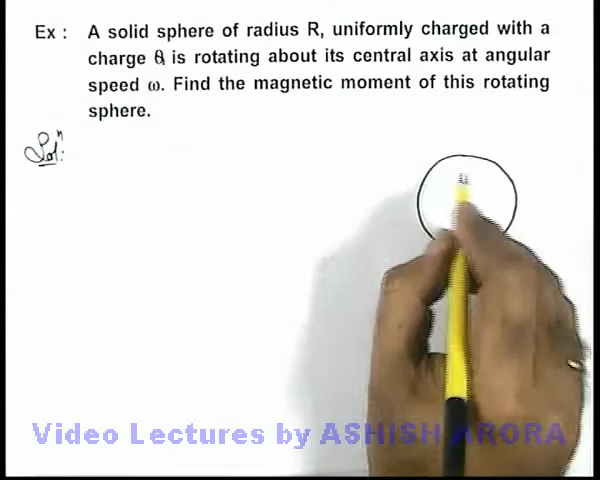 Ex : A solid sphere of radius R, uniformly charged with a
charge Q is rotating about its central axis at angular
speed ω. Find the magnetic moment of this rotating
sphere.
Solⁿ:
Video Lectures by ASHISH ARORA